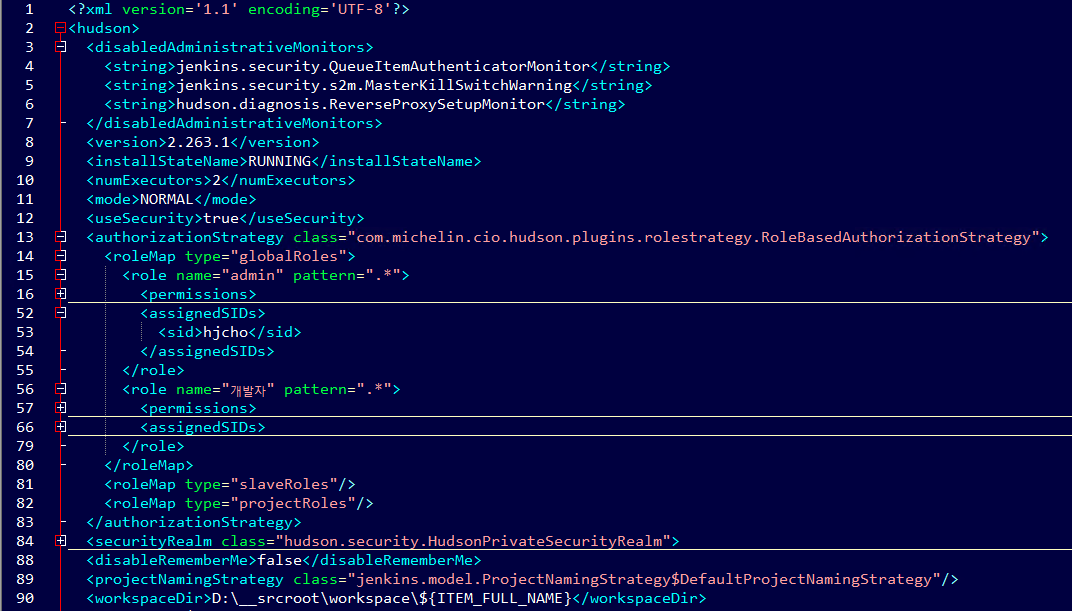 1 <?xml version='1.1' encoding='UTF-8'?>
2 <hudson>
3 <disabledAdministrativeMonitors>
4 <string>jenkins.security.QueueItemAuthenticatorMonitor</string>
5 <string>jenkins.security.s2m.MasterKillSwitchWarning</string>
6 <string>hudson.diagnosis.ReverseProxySetupMonitor</string>
7 </disabledAdministrativeMonitors>
8 <version>2.263.1</version>
9 <installStateName>RUNNING</installStateName>
10 <numExecutors>2</numExecutors>
11 <mode>NORMAL</mode>
12 <useSecurity>true</useSecurity>
13 <authorizationStrategy class="com.michelin.cio.hudson.plugins.rolestrategy.RoleBasedAuthorizationStrategy">
14 <roleMap type="globalRoles">
15 <role name="admin" pattern=".*">
16 <permissions>
52 <assignedSIDs>
53 <sid>hjcho</sid>
54 </assignedSIDs>
55 </role>
56 <role name="개발자" pattern=".*">
57 <permissions>
66 <assignedSIDs>
79 </role>
80 </roleMap>
81 <roleMap type="slaveRoles"/>
82 <roleMap type="projectRoles"/>
83 </authorizationStrategy>
84 <securityRealm class="hudson.security.HudsonPrivateSecurityRealm">
88 <disableRememberMe>false</disableRememberMe>
89 <projectNamingStrategy class="jenkins.model.ProjectNamingStrategy$DefaultProjectNamingStrategy"/>
90 <workspaceDir>D:\__srcroot\workspace\${ITEM_FULL_NAME}</workspaceDir>